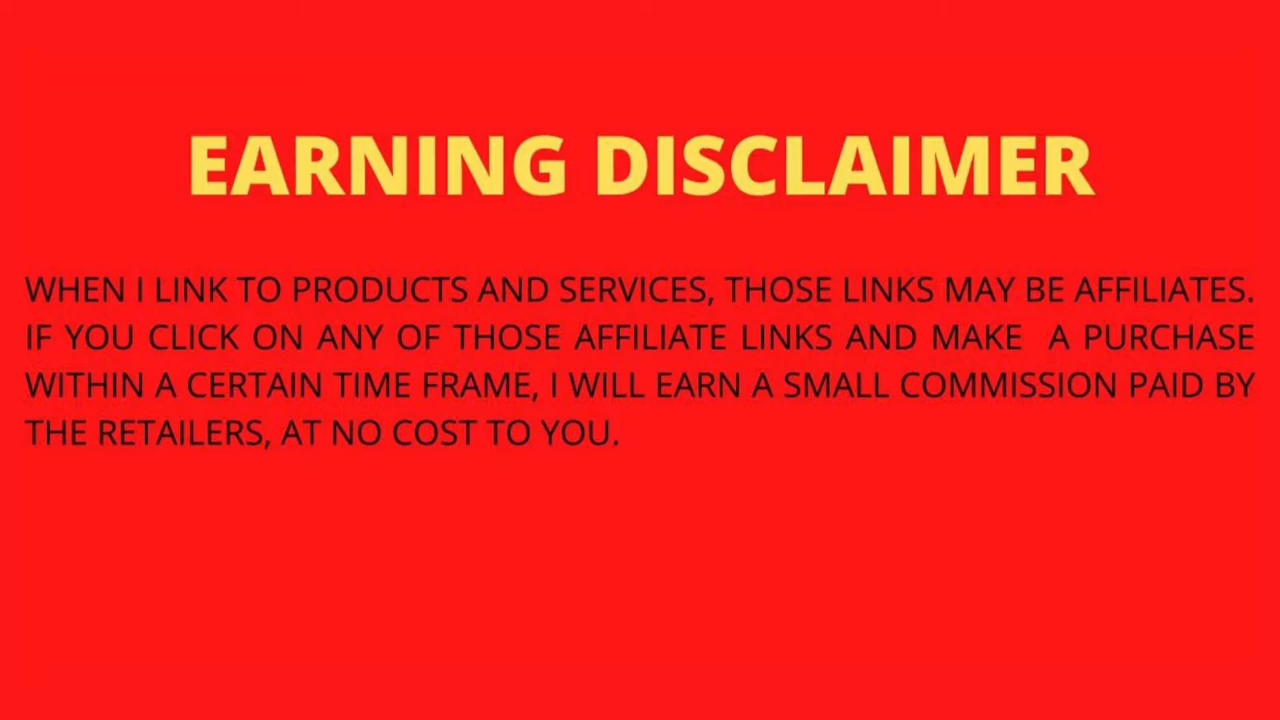 EARNING DISCLAIMER
WHEN I LINK TO PRODUCTS AND SERVICES, THOSE LINKS MAY BE AFFILIATES.
IF YOU CLICK ON ANY OF THOSE AFFILIATE LINKS AND MAKE A PURCHASE
WITHIN A CERTAIN TIME FRAME, I WILL EARN A SMALL COMMISSION PAID BY
THE RETAILERS, AT NO COST TO YOU.